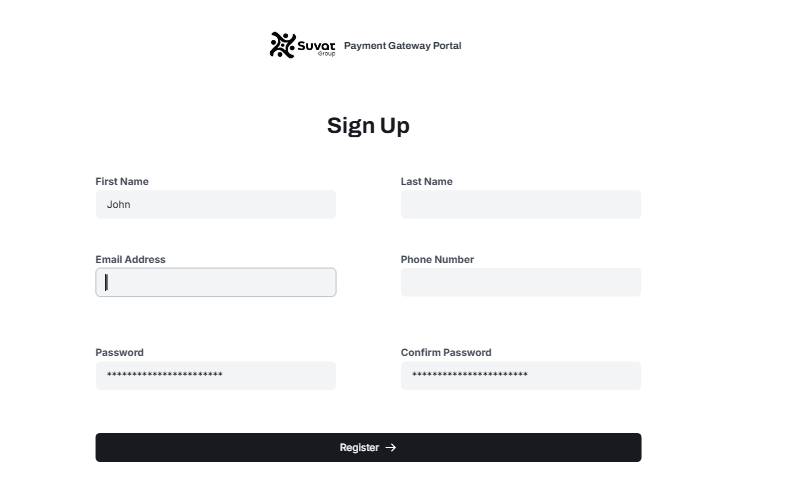 Suvat
Group
Payment Gateway Portal
Sign Up
First Name
Last Name
John
Email Address
Phone Number
Password
Confirm Password
***********************
***********************
Register →